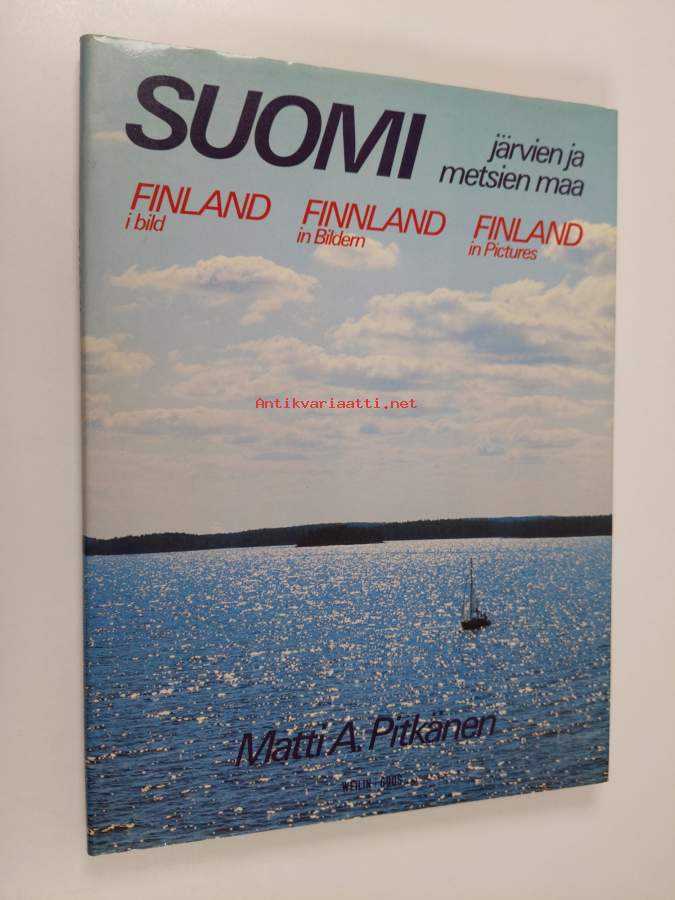 SUOMI
järvien ja
metsien maa
FINLAND
i bild
FINNLAND
in Bildern
FINLAND
in Pictures
Antikvariaatti.net
Matti A. Pitkänen
WEILIN+GÖÖS